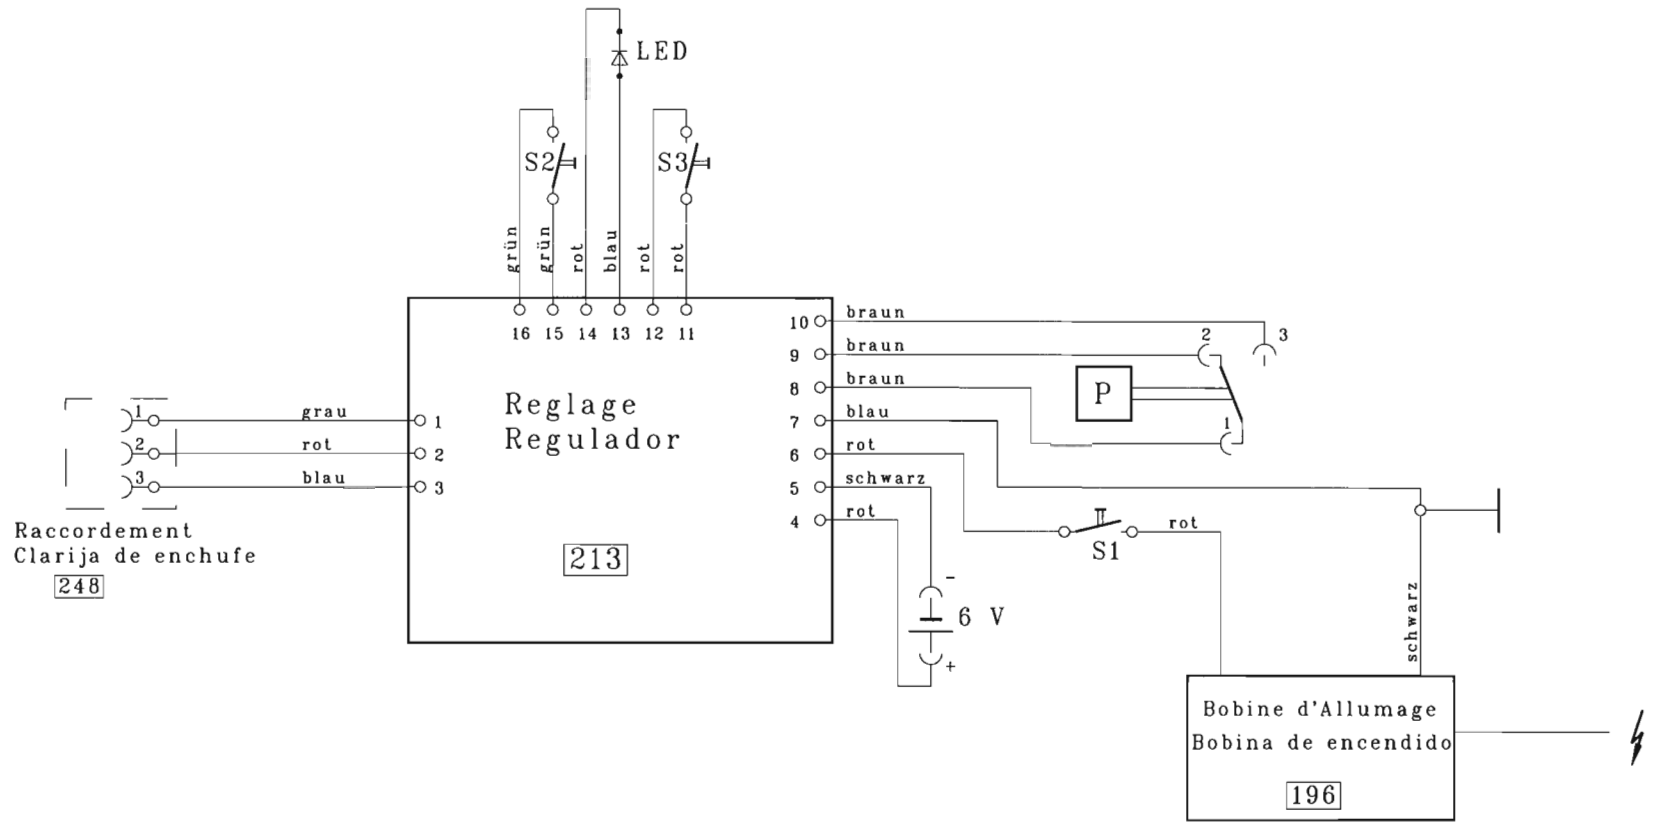 LED
S2
S3
grün
grün
rot
blau
rot
rot
16 15 14 13 12 11
10 braun
9 braun
8 braun
7 blau
6 rot
5 schwarz
4 rot
2
3
P
1
Reglage
Regulador
213
1 grau 1
2 rot 2
3 blau 3
Raccordement
Clarija de enchufe
248
-
6 V
+
S1
rot
schwarz
Bobine d'Allumage
Bobina de encendido
196